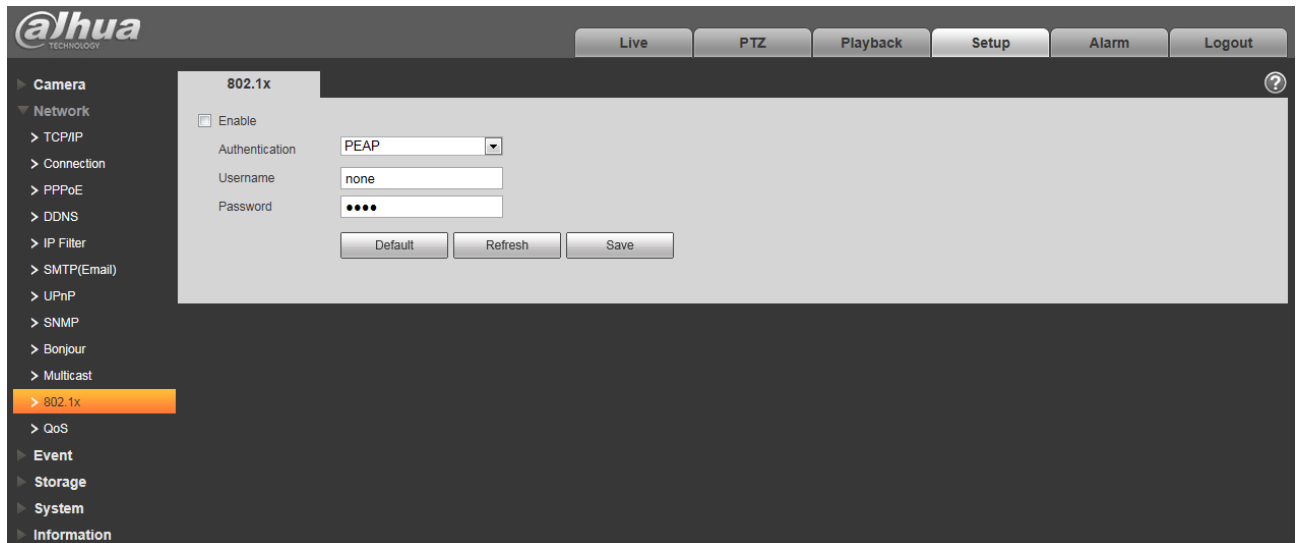 alhua
TECHNOLOGY
Live PTZ Playback Setup Alarm Logout
Camera
Network
> TCP/IP
> Connection
> PPPoE
> DDNS
> IP Filter
> SMTP(Email)
> UPnP
> SNMP
> Bonjour
> Multicast
> 802.1x
> QoS
Event
Storage
System
Information
802.1x
?
Enable
Authentication PEAP
Username none
Password ●●●●
Default Refresh Save